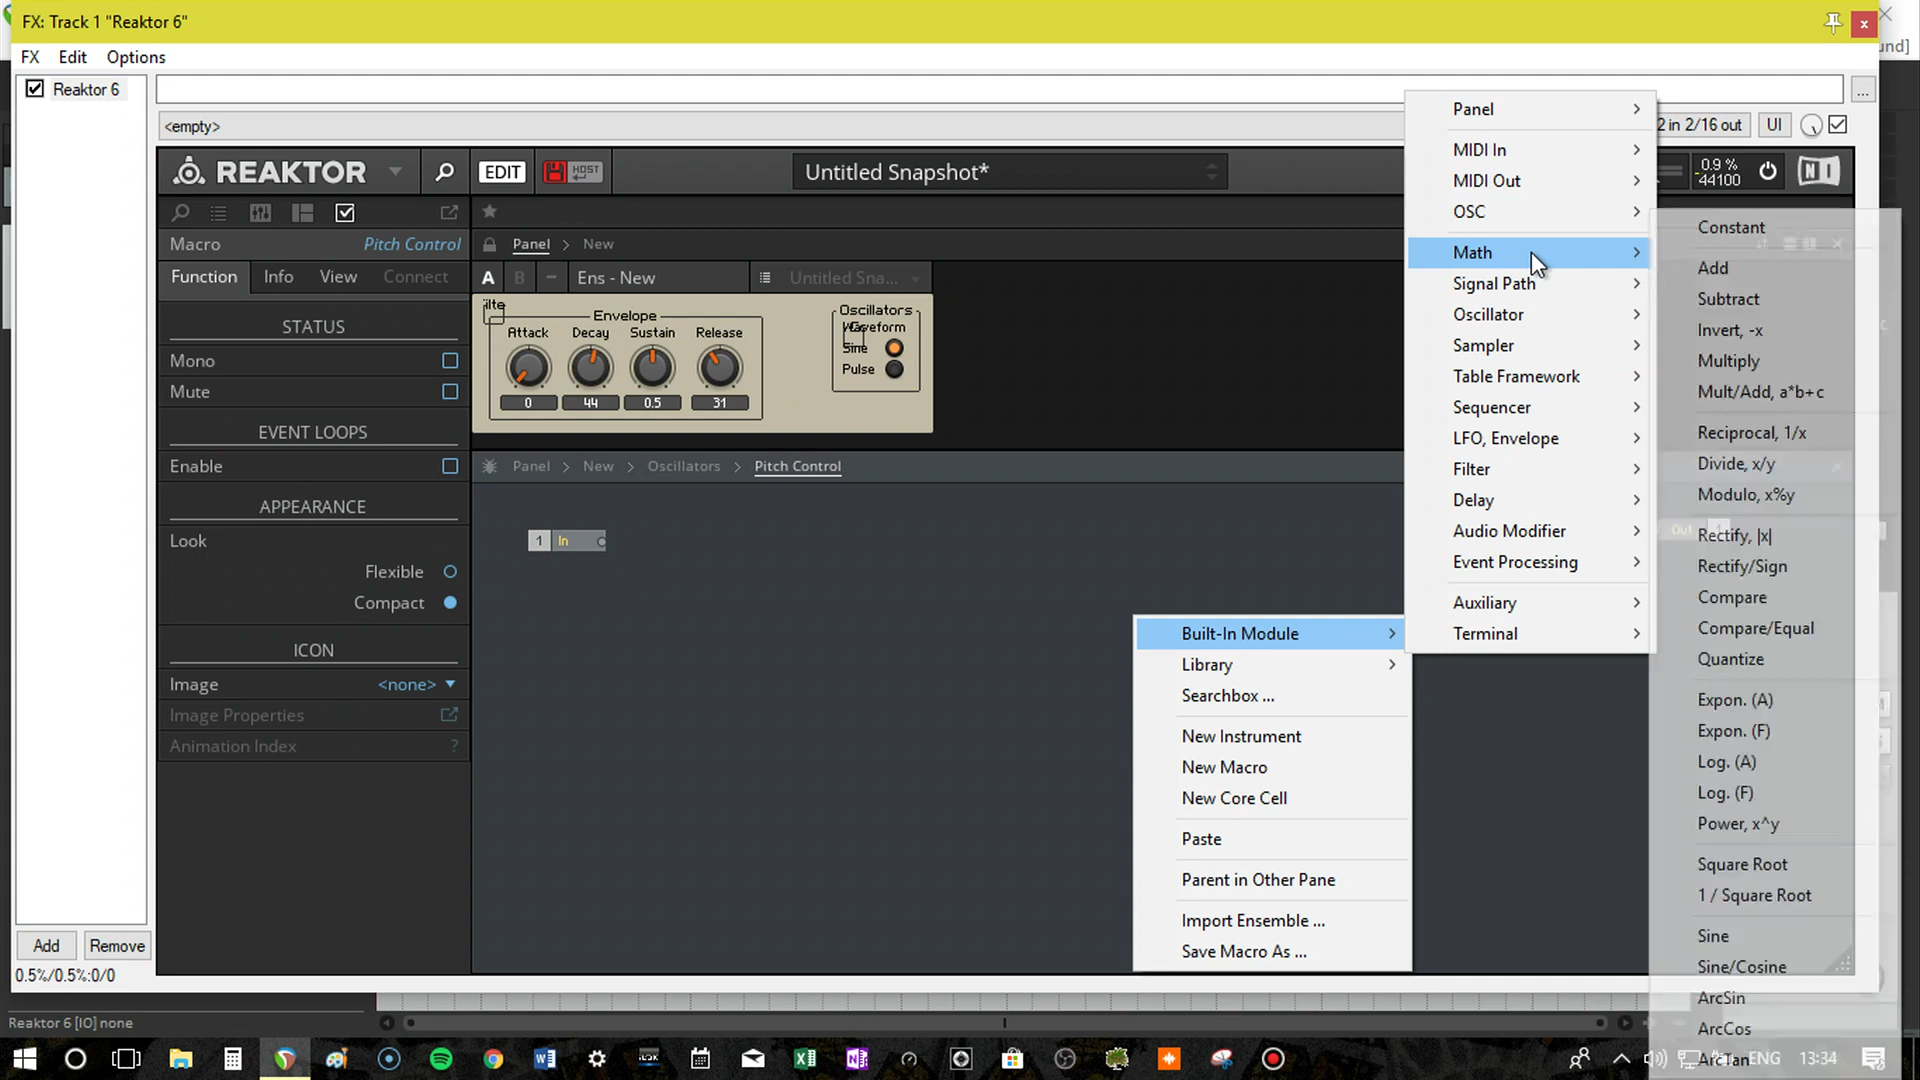 FX: Track 1 "Reaktor 6"
FX Edit Options
Reaktor 6
<empty>
2 in 2/16 out UI
REAKTOR EDIT HOST Untitled Snapshot* -0.9 % 44100
Macro Pitch Control
Panel > New
Function Info View Connect
A B Ens - New Untitled Sna...
STATUS
Mono
Mute
EVENT LOOPS
Enable
APPEARANCE
Look
Flexible
Compact
ICON
Image <none>
Image Properties
Animation Index ?
Envelope
Attack Decay Sustain Release
0 44 0.5 31
Oscillators
Waveform
Sine
Pulse
Panel > New > Oscillators > Pitch Control
1 In
Out
Built-In Module
Library
Searchbox ...
New Instrument
New Macro
New Core Cell
Paste
Parent in Other Pane
Import Ensemble ...
Save Macro As ...
Panel
MIDI In
MIDI Out
OSC
Math
Signal Path
Oscillator
Sampler
Table Framework
Sequencer
LFO, Envelope
Filter
Delay
Audio Modifier
Event Processing
Auxiliary
Terminal
Constant
Add
Subtract
Invert, -x
Multiply
Mult/Add, a*b+c
Reciprocal, 1/x
Divide, x/y
Modulo, x%y
Rectify, |x|
Rectify/Sign
Compare
Compare/Equal
Quantize
Expon. (A)
Expon. (F)
Log. (A)
Log. (F)
Power, x^y
Square Root
1 / Square Root
Sine
Sine/Cosine
ArcSin
ArcCos
ArcTan
Add Remove
0.5%/0.5%:0/0
Reaktor 6 [IO] none
ENG 13:34